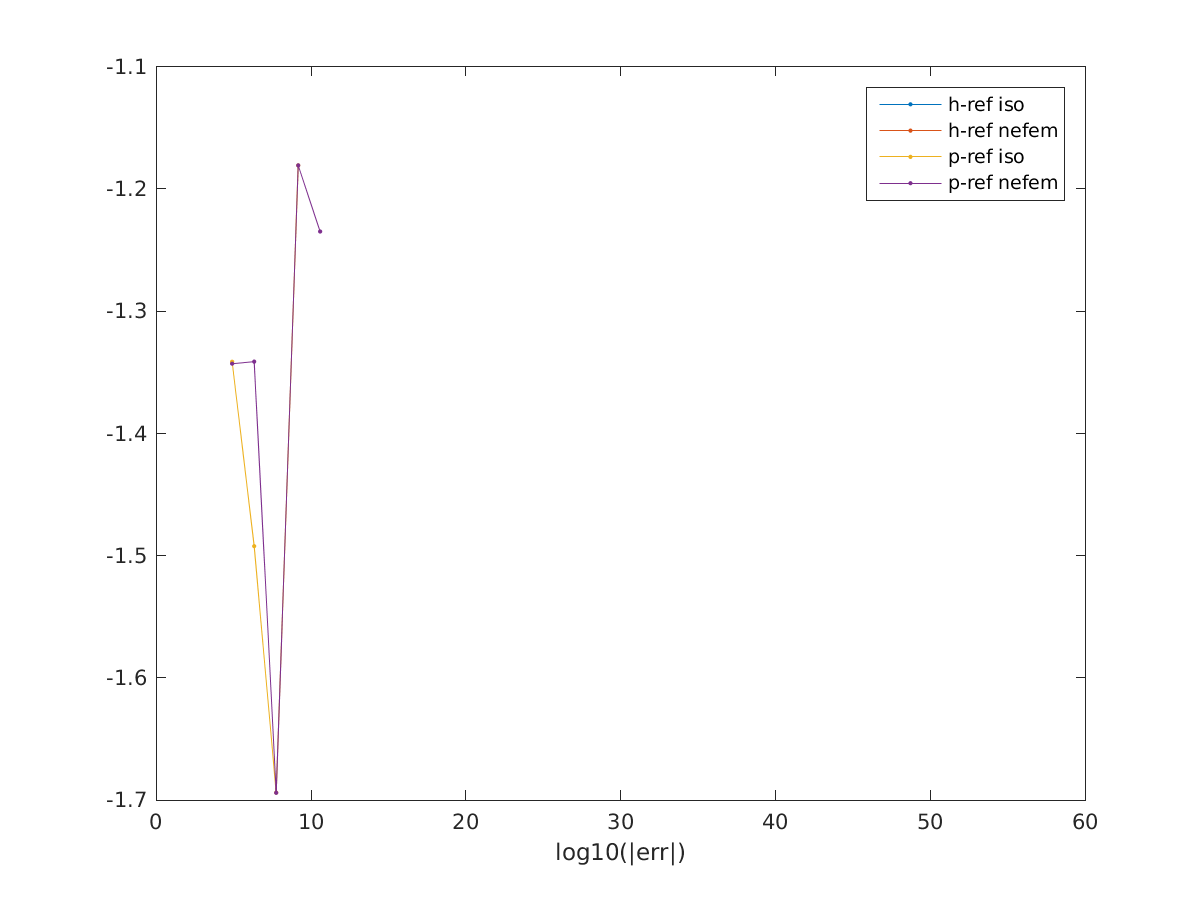 -1.1
-1.2
-1.3
-1.4
-1.5
-1.6
-1.7
0 10 20 30 40 50 60
log10(|err|)
h-ref iso
h-ref nefem
p-ref iso
p-ref nefem